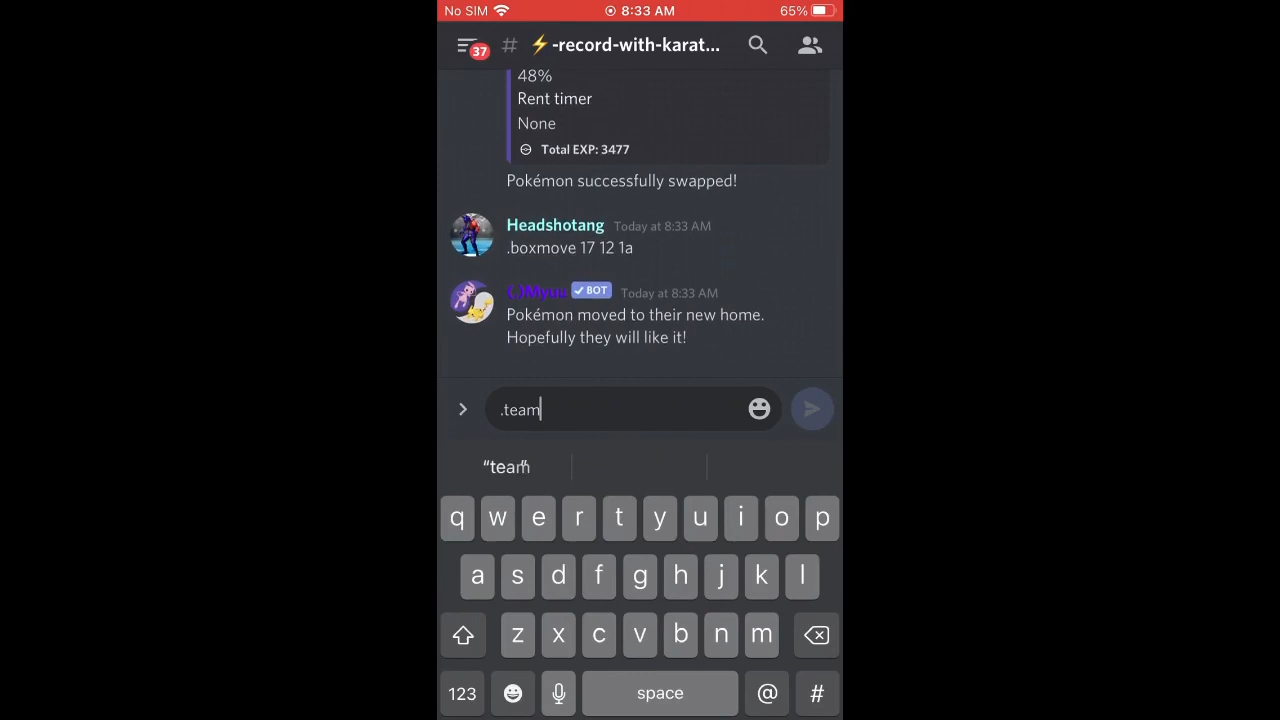 No SIM 8:33 AM 65%
37 # ⚡-record-with-karat...
48%
Rent timer
None
Total EXP: 3477
Pokémon successfully swapped!
Headshotang Today at 8:33 AM
.boxmove 17 12 1a
(.)Myuu ✓ BOT Today at 8:33 AM
Pokémon moved to their new home.
Hopefully they will like it!
.team
“team”
q w e r t y u i o p
a s d f g h j k l
z x c v b n m
123 space @ #